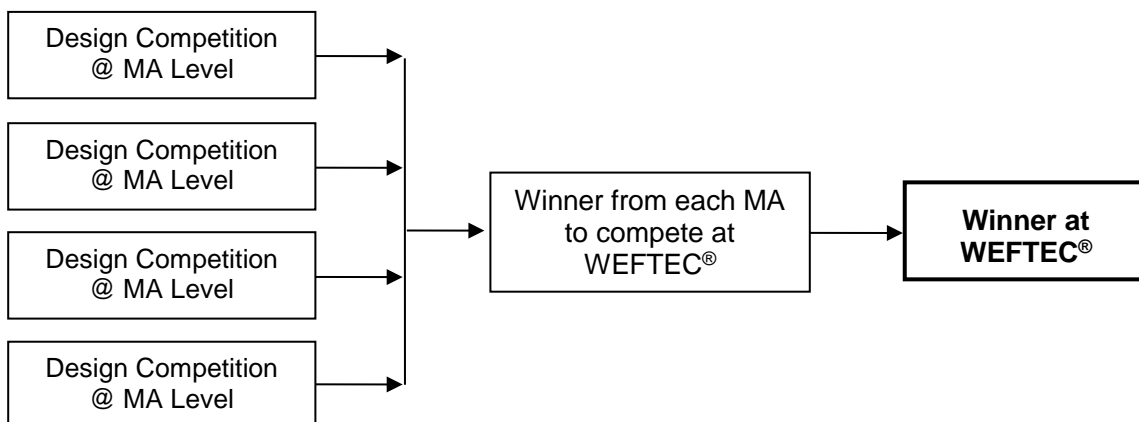 Design Competition
@ MA Level
Design Competition
@ MA Level
Design Competition
@ MA Level
Design Competition
@ MA Level
Winner from each MA
to compete at
WEFTEC®
Winner at
WEFTEC®